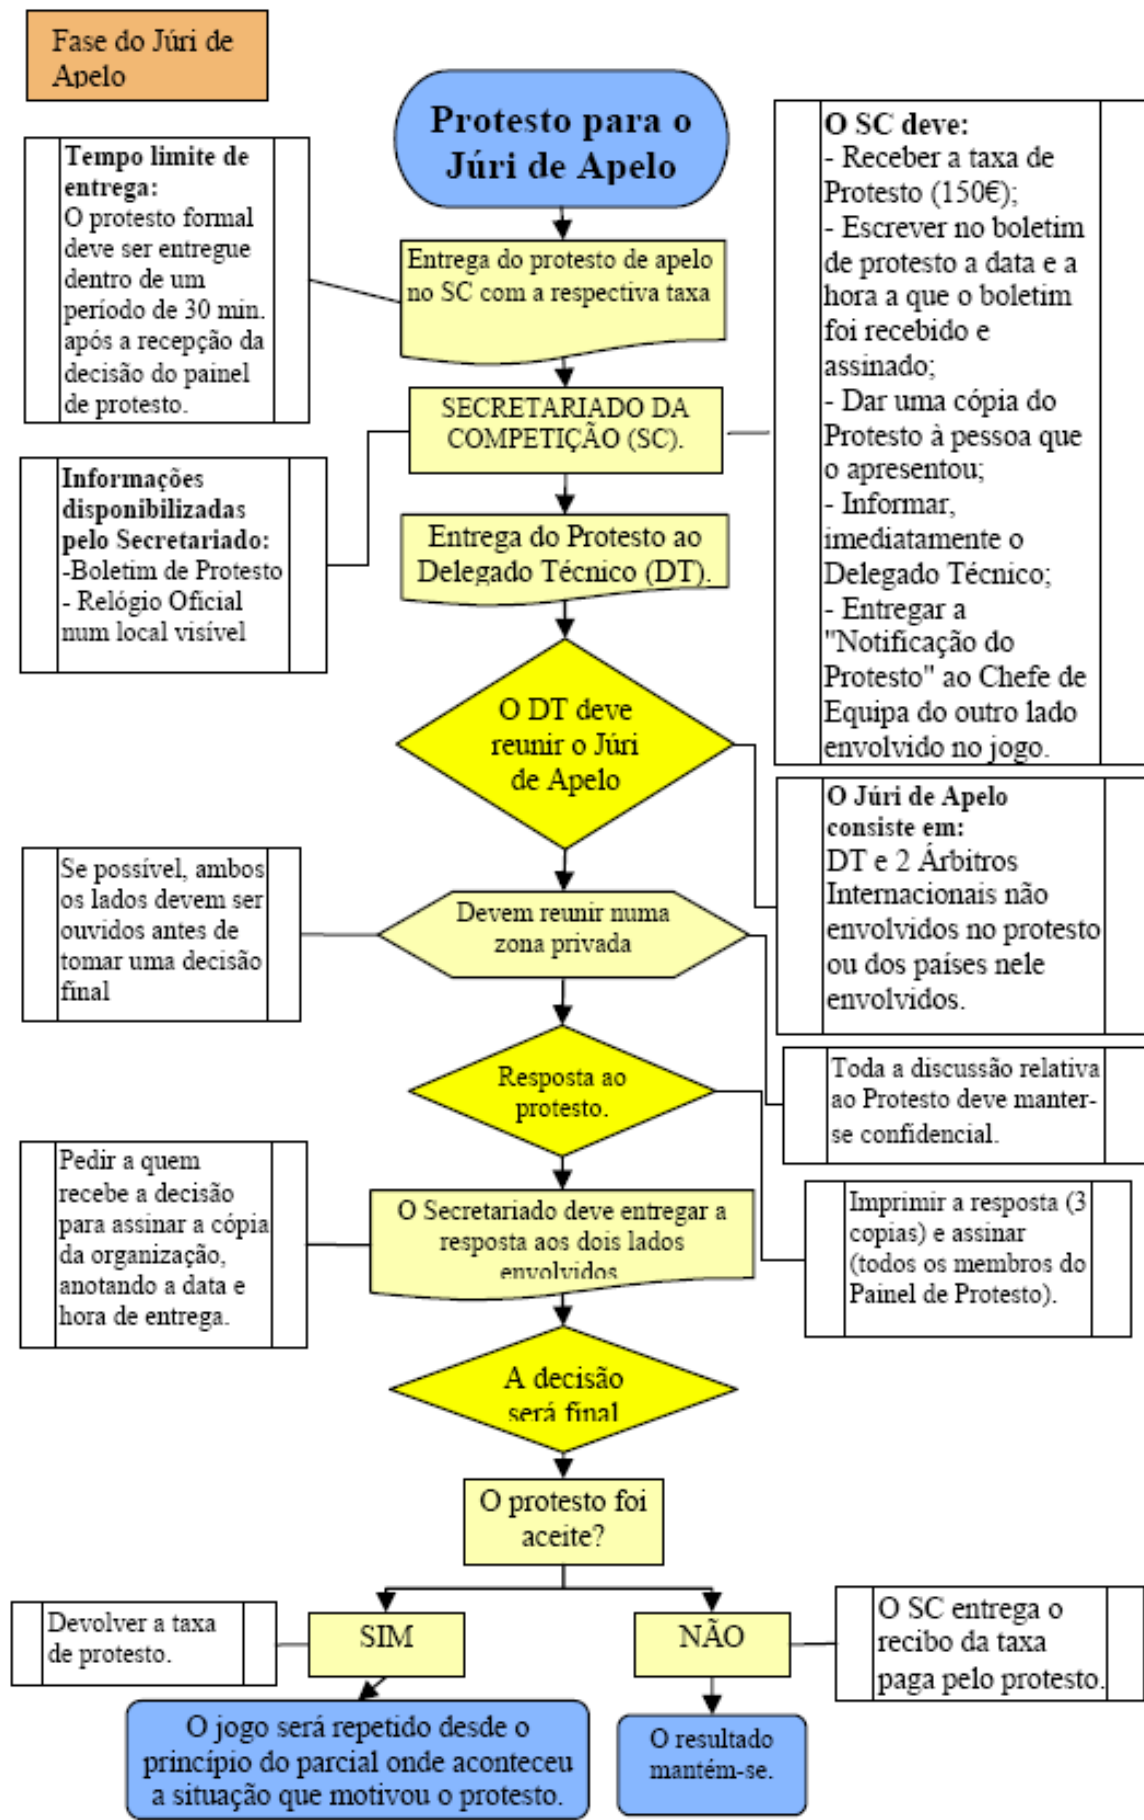 Fase do Júri de
Apelo
Protesto para o
Júri de Apelo
Tempo limite de
entrega:
O protesto formal
deve ser entregue
dentro de um
período de 30 min.
após a recepção da
decisão do painel
de protesto.
Entrega do protesto de apelo
no SC com a respectiva taxa
O SC deve:
- Receber a taxa de
Protesto (150€);
- Escrever no boletim
de protesto a data e a
hora a que o boletim
foi recebido e
assinado;
- Dar uma cópia do
Protesto à pessoa que
o apresentou;
- Informar,
imediatamente o
Delegado Técnico;
- Entregar a
"Notificação do
Protesto" ao Chefe de
Equipa do outro lado
envolvido no jogo.
SECRETARIADO DA
COMPETIÇÃO (SC).
Informações
disponibilizadas
pelo Secretariado:
-Boletim de Protesto
- Relógio Oficial
num local visível
Entrega do Protesto ao
Delegado Técnico (DT).
O DT deve
reunir o Júri
de Apelo
O Júri de Apelo
consiste em:
DT e 2 Árbitros
Internacionais não
envolvidos no protesto
ou dos países nele
envolvidos.
Se possível, ambos
os lados devem ser
ouvidos antes de
tomar uma decisão
final
Devem reunir numa
zona privada
Toda a discussão relativa
ao Protesto deve manter-
se confidencial.
Resposta ao
protesto.
Imprimir a resposta (3
copias) e assinar
(todos os membros do
Painel de Protesto).
Pedir a quem
recebe a decisão
para assinar a cópia
da organização,
anotando a data e
hora de entrega.
O Secretariado deve entregar a
resposta aos dois lados
envolvidos
A decisão
será final
O protesto foi
aceite?
Devolver a taxa
de protesto.
SIM
NÃO
O SC entrega o
recibo da taxa
paga pelo protesto.
O jogo será repetido desde o
princípio do parcial onde aconteceu
a situação que motivou o protesto.
O resultado
mantém-se.